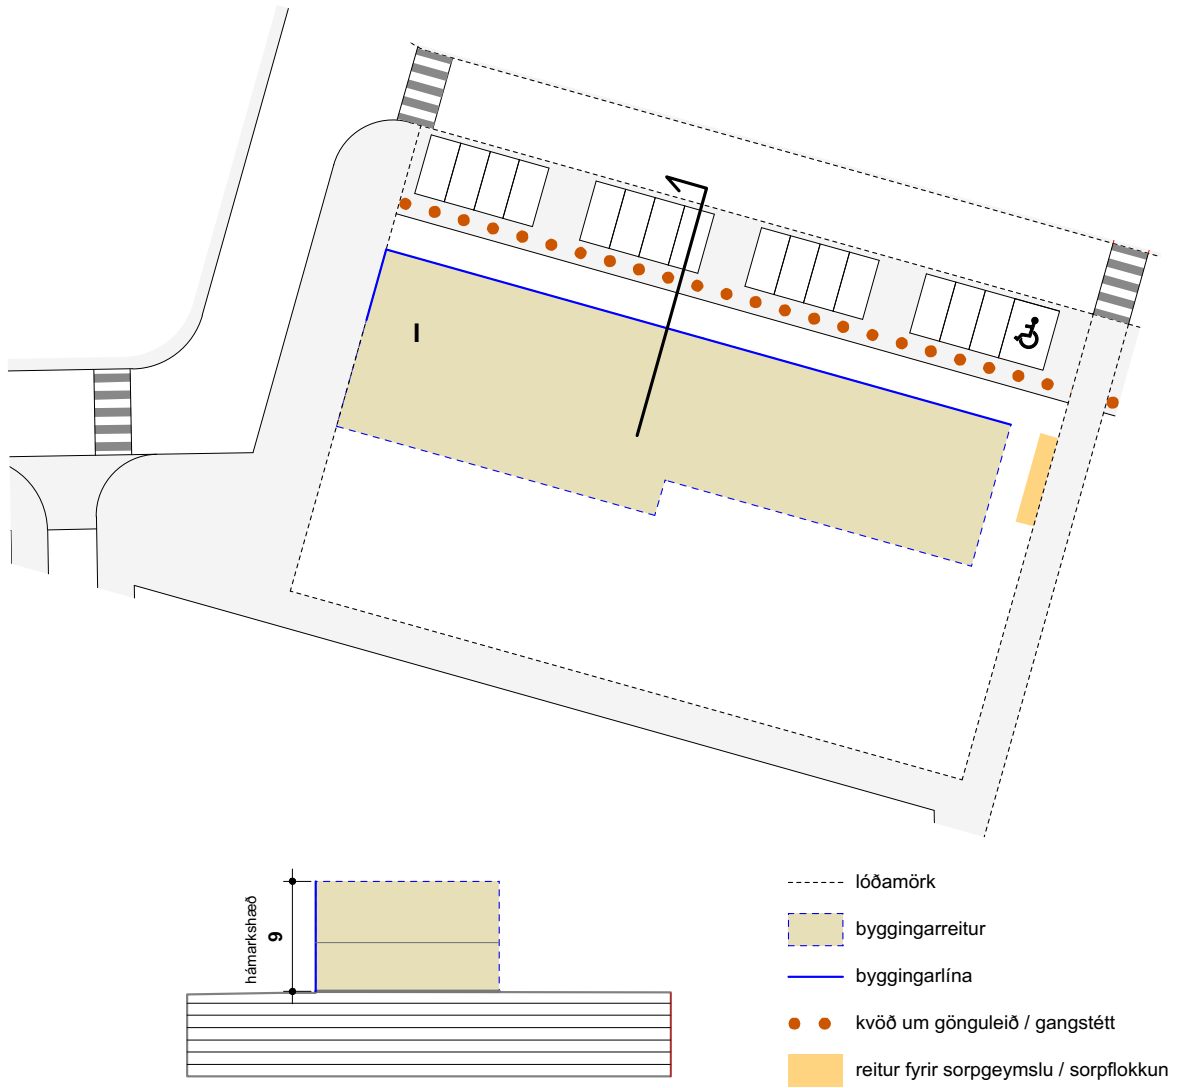 I
hámarkshæð
9
lóðamörk
byggingarreitur
byggingarlína
kvöð um gönguleið / gangstétt
reitur fyrir sorpgeymslu / sorpflokkun